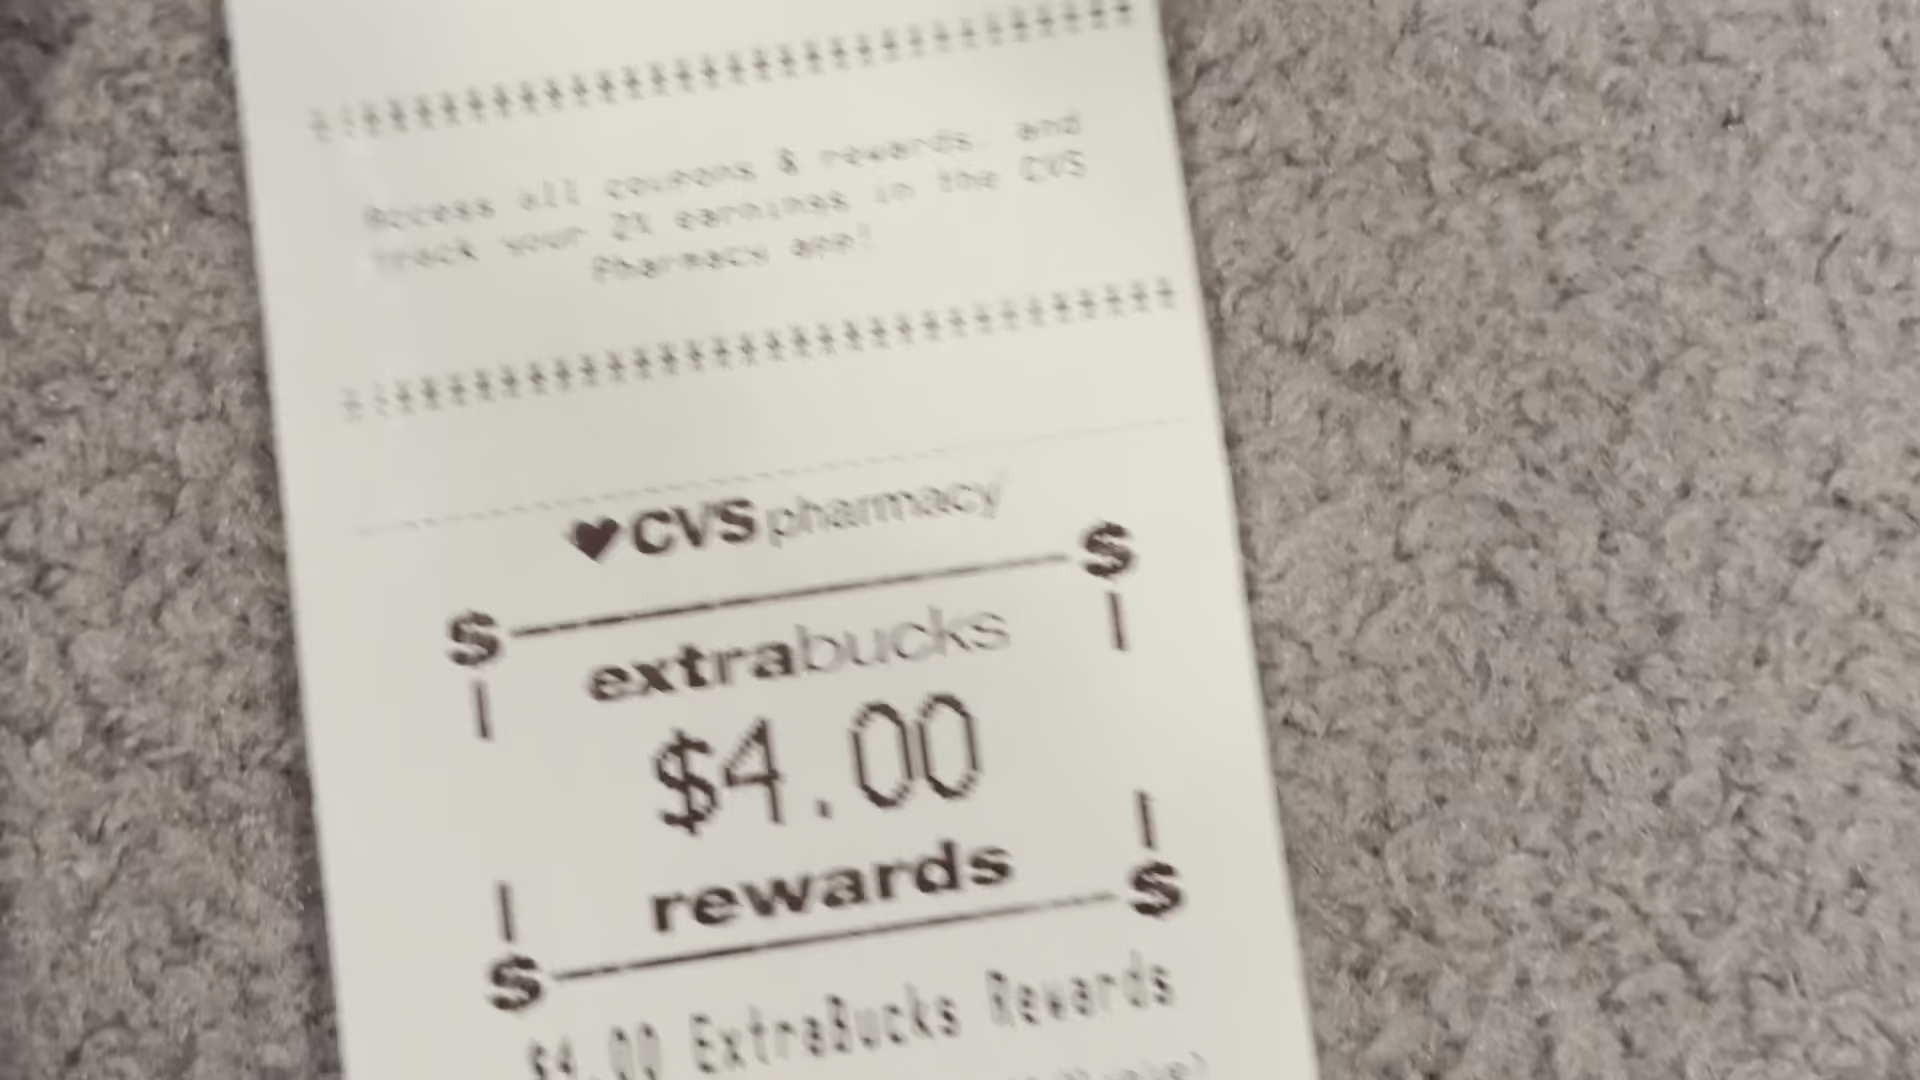 Access all coupons & rewards, and
track your 2% earnings in the CVS
Pharmacy app!
CVS pharmacy
$ $
extrabucks
$4.00
rewards
$ $
$4.00 ExtraBucks Rewards